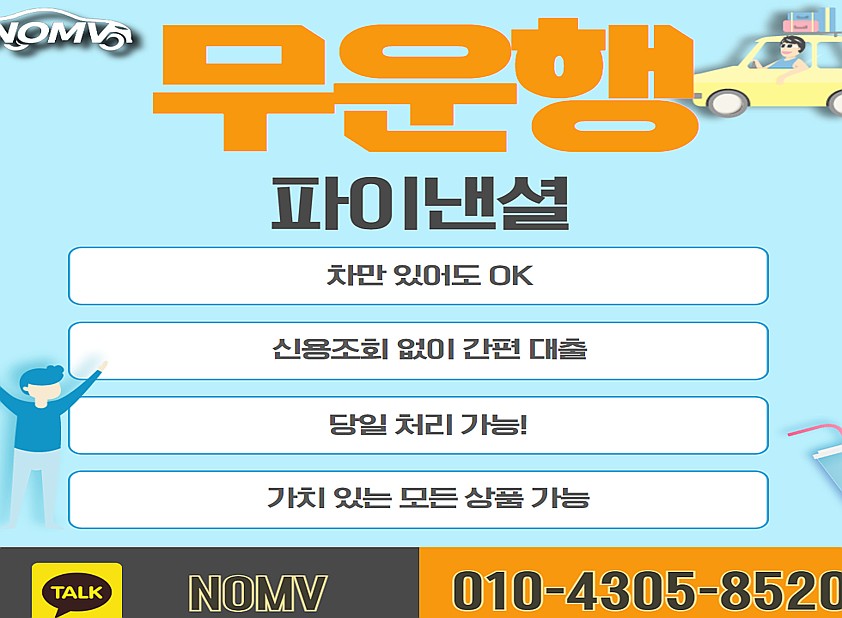 NOMV
무운행
파이낸셜
차만 있어도 OK
신용조회 없이 간편 대출
당일 처리 가능!
가치 있는 모든 상품 가능
TALK
NOMV
010-4305-8520